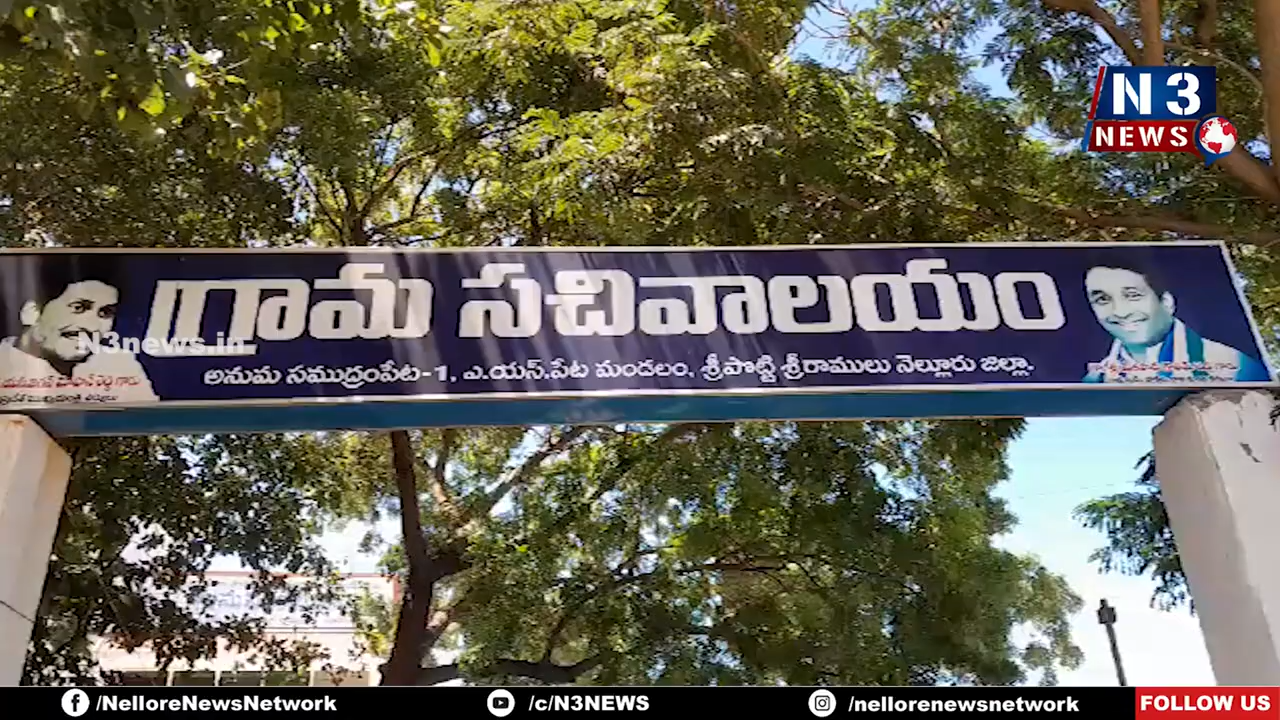 N3
NEWS
గ్రామ సచివాలయం
N3news.in
అనుమ సముద్రంపేట-1, ఎ.యస్.పేట మండలం, శ్రీపొట్టి శ్రీరాములు నెల్లూరు జిల్లా.
/NelloreNewsNetwork
/c/N3NEWS
/nellorenewsnetwork
FOLLOW US